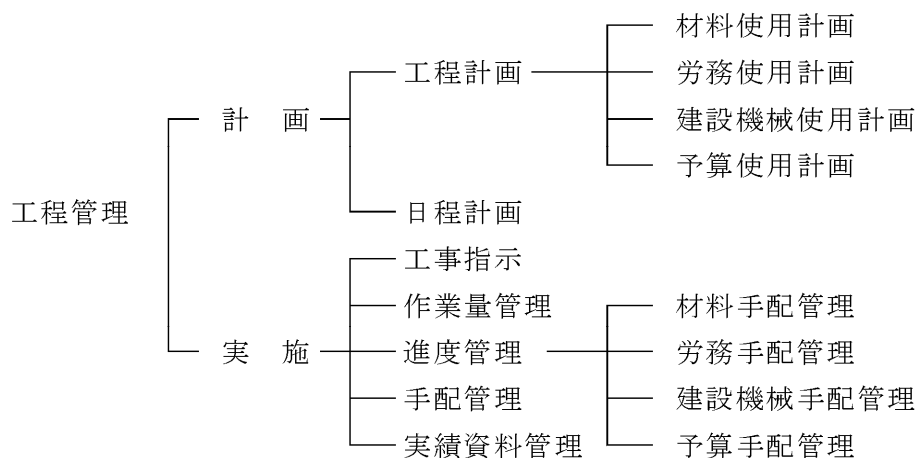 材料使用計画
工程計画
労務使用計画
計 画
建設機械使用計画
予算使用計画
工程管理
日程計画
工事指示
作業量管理
材料手配管理
実 施
進度管理
労務手配管理
手配管理
建設機械手配管理
実績資料管理
予算手配管理